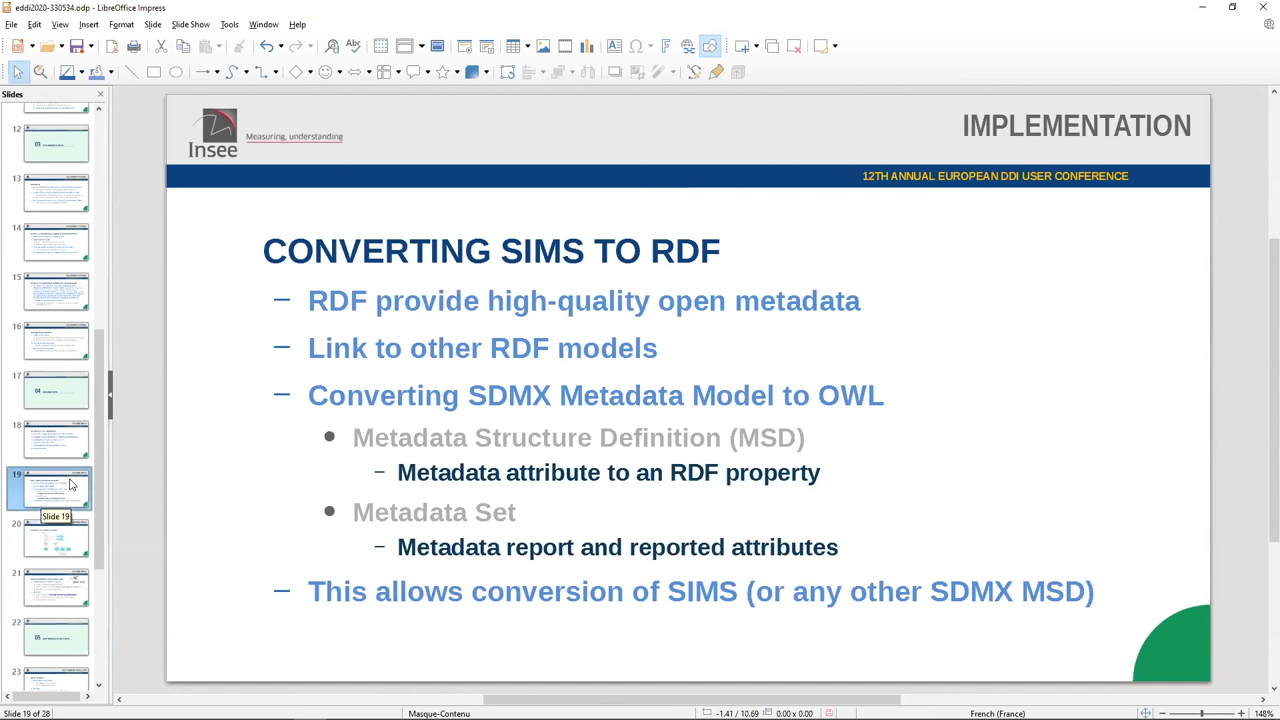 eddi2020-330534.odp - LibreOffice Impress
File Edit View Insert Format Slide Slide Show Tools Window Help
Slides
12
13
14
15
16
17
18
19
Slide 19
20
21
22
23
Insee
Measuring, understanding
IMPLEMENTATION
12TH ANNUAL EUROPEAN DDI USER CONFERENCE
CONVERTING SIMS TO RDF
– RDF provide high-quality open metadata
– Link to other RDF models
– Converting SDMX Metadata Model to OWL
Metadata Structure Definition (MSD)
– Metadata attribute to an RDF property
● Metadata Set
– Metadata report and reported attributes
– This allows conversion of SIMS (or any other SDMX MSD)
Slide 19 of 28 Masque-Contenu -1.41 / 10.69 0.00 x 0.00 French (France) 148%